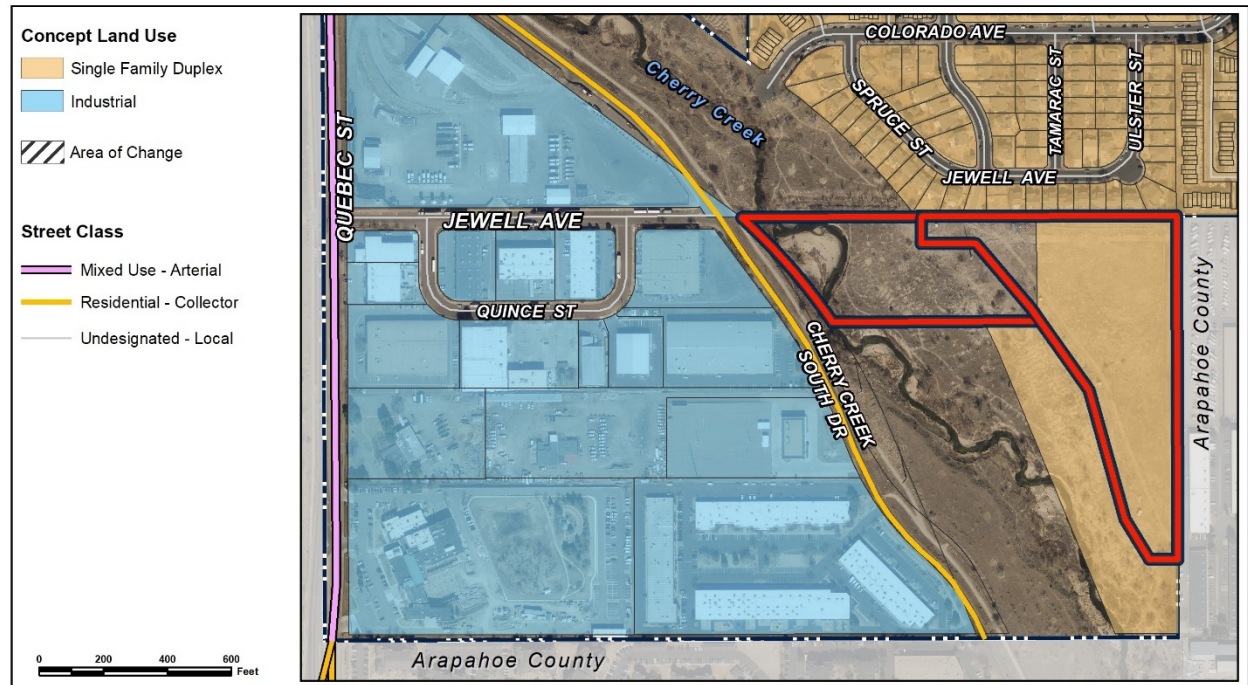 Concept Land Use
Single Family Duplex
Industrial
Area of Change
Street Class
Mixed Use - Arterial
Residential - Collector
Undesignated - Local
0 200 400 600
Feet
QUEBEC ST
JEWELL AVE
QUINCE ST
Cherry Creek
CHERRY CREEK
SOUTH DR
COLORADO AVE
SPRUCE ST
TAMARAC ST
ULSTER ST
JEWELL AVE
Arapahoe County
Arapahoe County